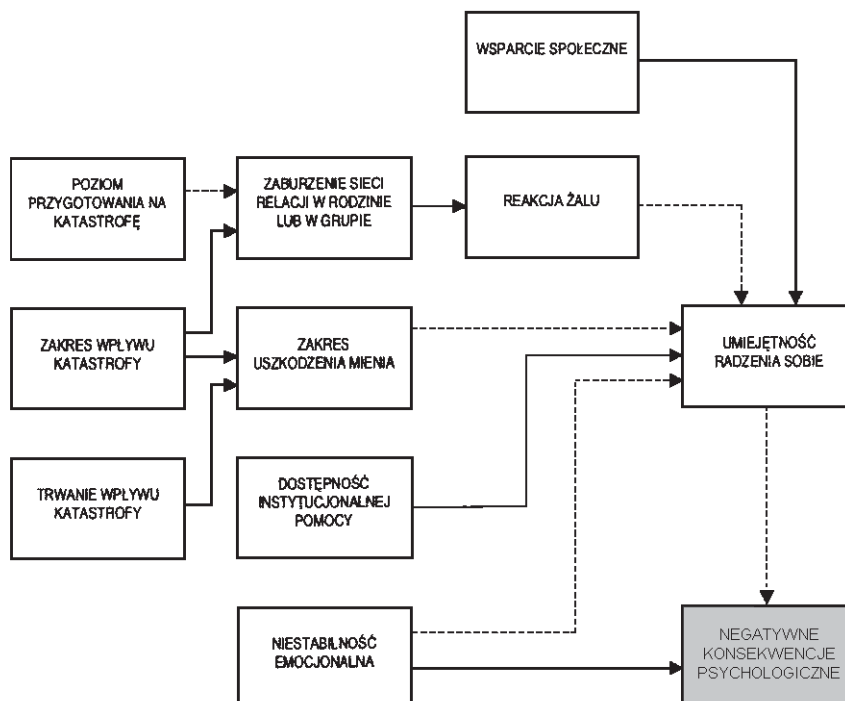 WSPARCIE SPOŁECZNE
POZIOM
PRZYGOTOWANIA NA
KATASTROFĘ
ZABURZENIE SIECI
RELACJI W RODZINIE
LUB W GRUPIE
REAKCJA ŻALU
ZAKRES WPŁYWU
KATASTROFY
ZAKRES
USZKODZENIA MIENIA
UMIEJĘTNOŚĆ
RADZENIA SOBIE
TRWANIE WPŁYWU
KATASTROFY
DOSTĘPNOŚĆ
INSTYTUCJONALNEJ
POMOCY
NIESTABILNOŚĆ
EMOCJONALNA
NEGATYWNE
KONSEKWENCJE
PSYCHOLOGICZNE